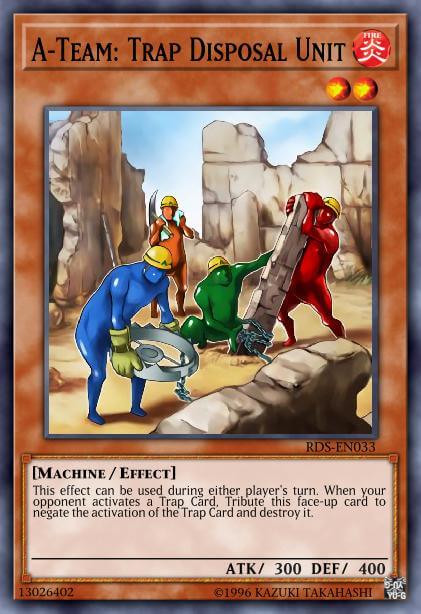 A-Team: Trap Disposal Unit
FIRE
炎
RDS-EN033
[Machine / Effect]
This effect can be used during either player's turn. When your
opponent activates a Trap Card, Tribute this face-up card to
negate the activation of the Trap Card and destroy it.
ATK/ 300 DEF/ 400
13026402
©1996 KAZUKI TAKAHASHI